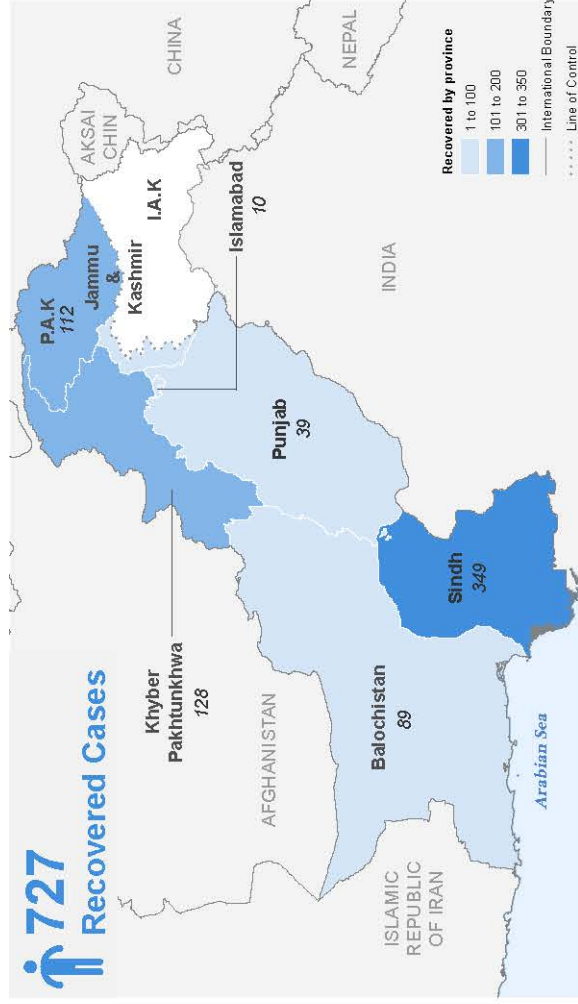 727
Recovered Cases
AKSAI
CHIN
CHINA
P.A.K
112
Jammu
&
Kashmir
I.A.K
NEPAL
Khyber
Pakhtunkhwa
128
Islamabad
10
AFGHANISTAN
Punjab
39
INDIA
Balochistan
89
Sindh
349
ISLAMIC
REPUBLIC
OF IRAN
Arabian Sea
Recovered by province
1 to 100
101 to 200
301 to 350
International Boundary
Line of Control